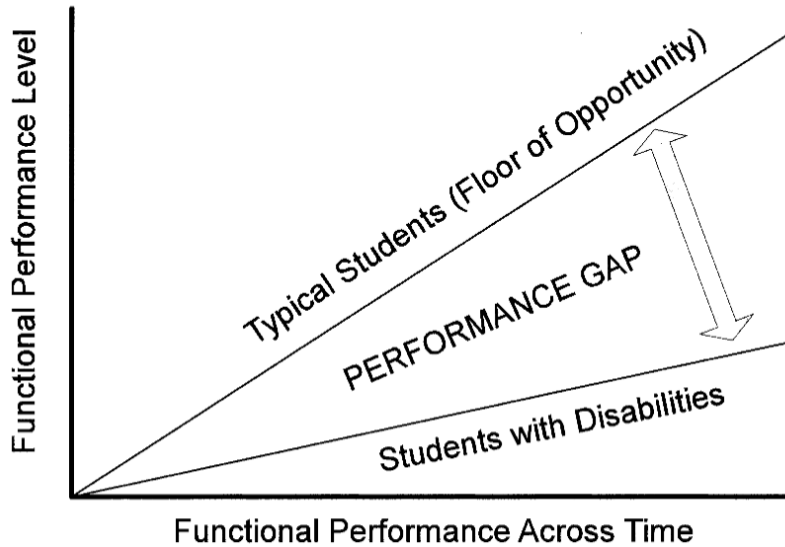 Functional Performance Level
Typical Students (Floor of Opportunity)
PERFORMANCE GAP
Students with Disabilities
Functional Performance Across Time